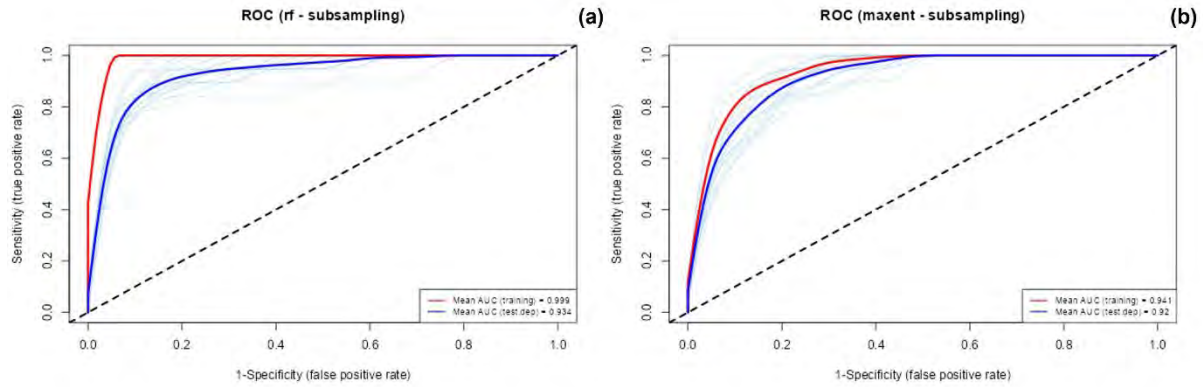 ROC (rf - subsampling)
(a)
Sensitivity (true positive rate)
1.0
0.8
0.6
0.4
0.2
0.0
Mean AUC (training) = 0.999
Mean AUC (test.dep) = 0.934
0.0 0.2 0.4 0.6 0.8 1.0
1-Specificity (false positive rate)
ROC (maxent - subsampling)
(b)
Sensitivity (true positive rate)
1.0
0.8
0.6
0.4
0.2
0.0
Mean AUC (training) = 0.941
Mean AUC (test.dep) = 0.92
0.0 0.2 0.4 0.6 0.8 1.0
1-Specificity (false positive rate)